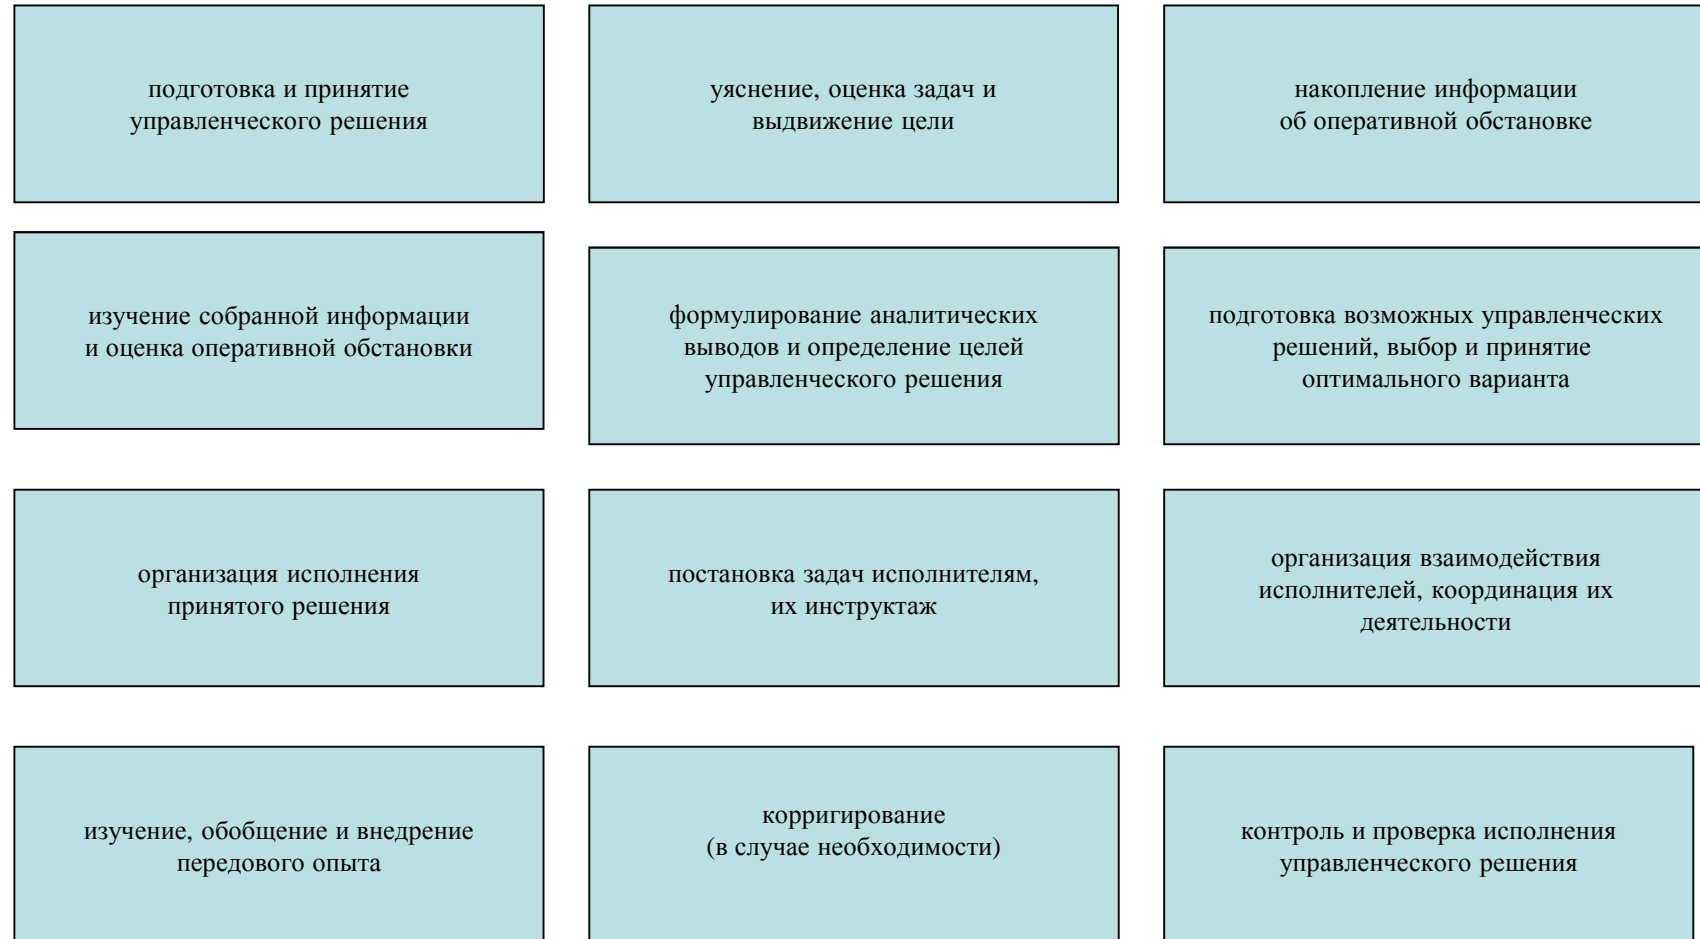 подготовка и принятие
управленческого решения
уяснение, оценка задач и
выдвижение цели
накопление информации
об оперативной обстановке
изучение собранной информации
и оценка оперативной обстановки
формулирование аналитических
выводов и определение целей
управленческого решения
подготовка возможных управленческих
решений, выбор и принятие
оптимального варианта
организация исполнения
принятого решения
постановка задач исполнителям,
их инструктаж
организация взаимодействия
исполнителей, координация их
деятельности
изучение, обобщение и внедрение
передового опыта
корригирование
(в случае необходимости)
контроль и проверка исполнения
управленческого решения